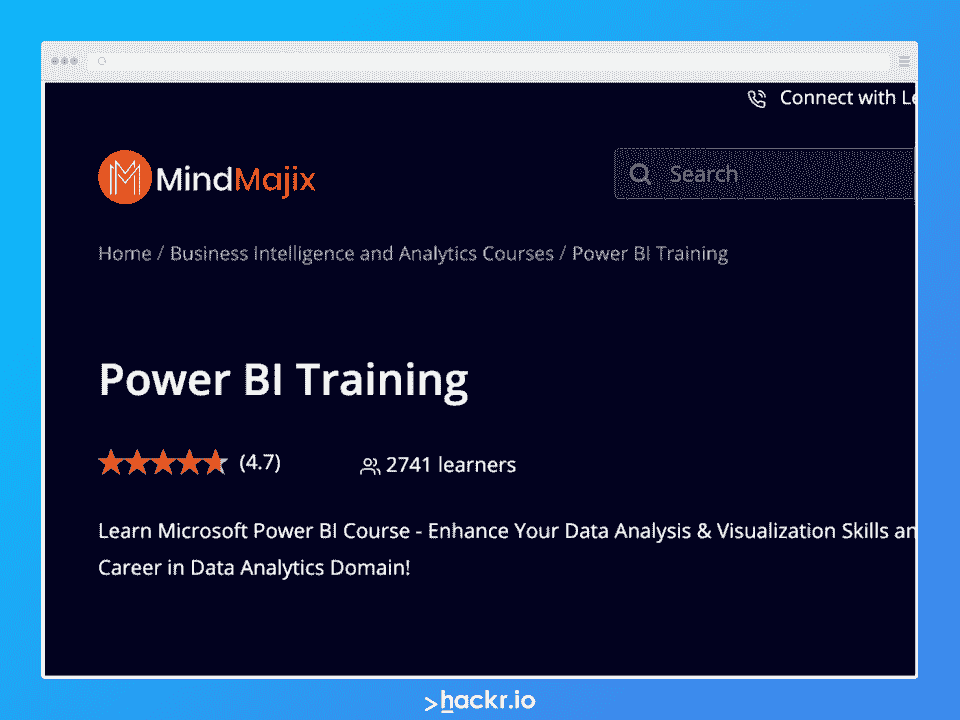 Connect with Le
MindMajix
Search
Home / Business Intelligence and Analytics Courses / Power BI Training
Power BI Training
(4.7)
2741 learners
Learn Microsoft Power BI Course - Enhance Your Data Analysis & Visualization Skills an
Career in Data Analytics Domain!
>hackr.io